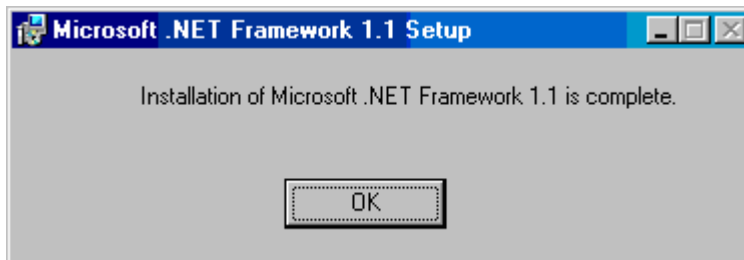 Microsoft .NET Framework 1.1 Setup
Installation of Microsoft .NET Framework 1.1 is complete.
OK